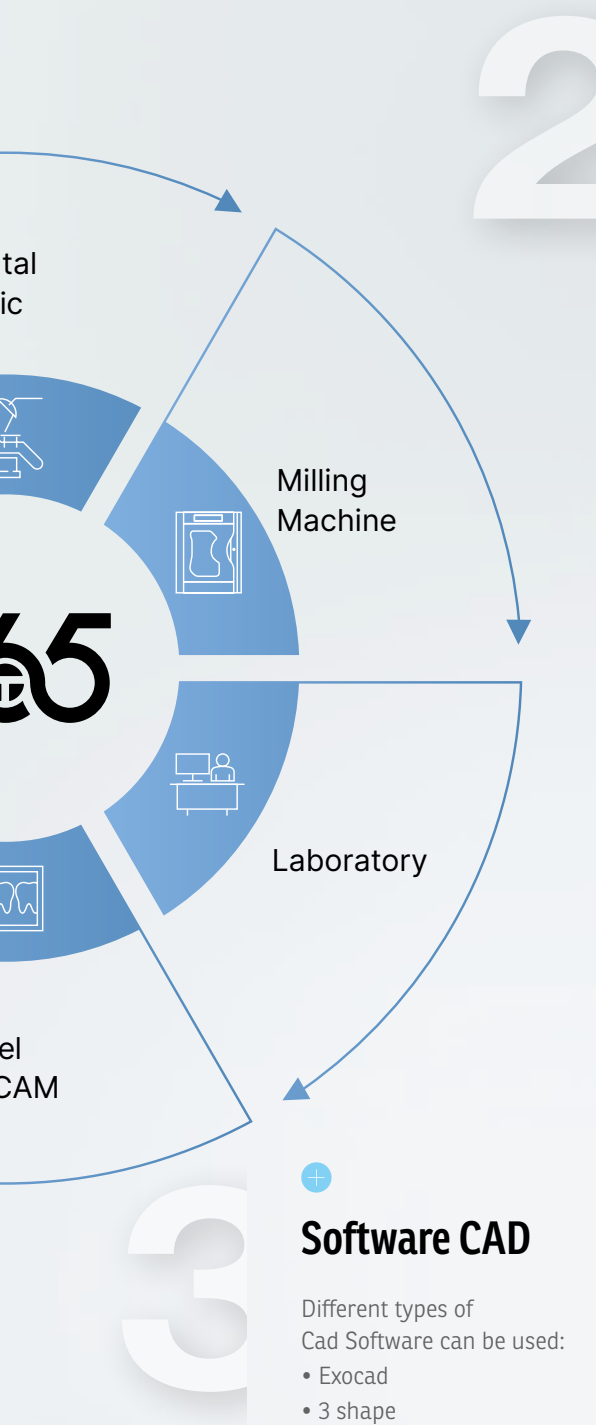 2
tal
ic
Milling
Machine
65
Laboratory
el
CAM
3
Software CAD
Different types of
Cad Software can be used:
• Exocad
• 3 shape